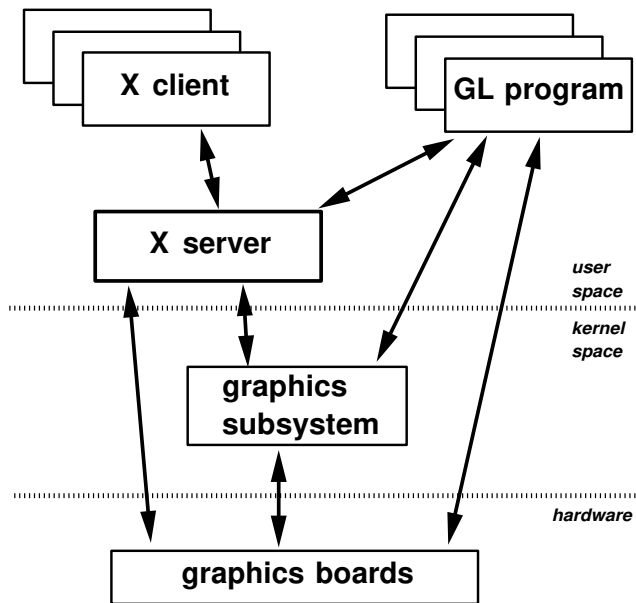 X client
GL program
X server
user
space
kernel
space
graphics
subsystem
hardware
graphics boards